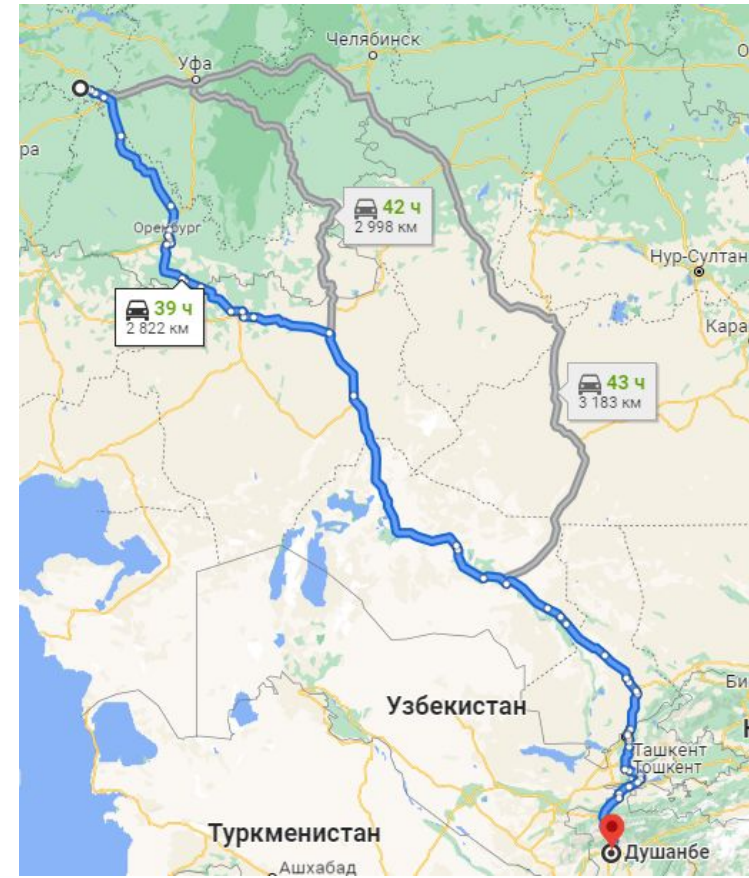 Челябинск
Уфа
О
ра
42 ч
2 998 км
Оренбург
Нур-Султан
39 ч
2 822 км
Кара
43 ч
3 183 км
Би
Узбекистан
Ташкент
Тошкент
Туркменистан
Душанбе
Ашхабад